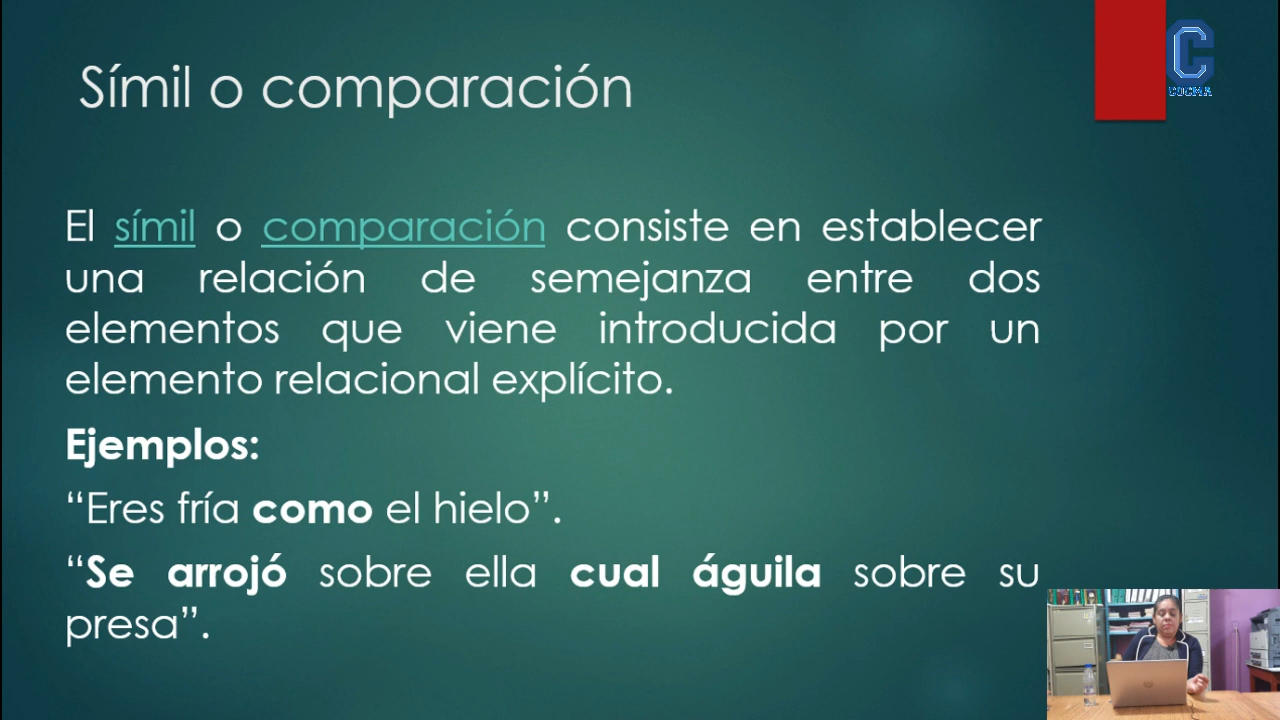 Símil o comparación
COGMA
El símil o comparación consiste en establecer
una relación de semejanza entre dos
elementos que viene introducida por un
elemento relacional explícito.
Ejemplos:
“Eres fría como el hielo”.
“Se arrojó sobre ella cual águila sobre su
presa”.